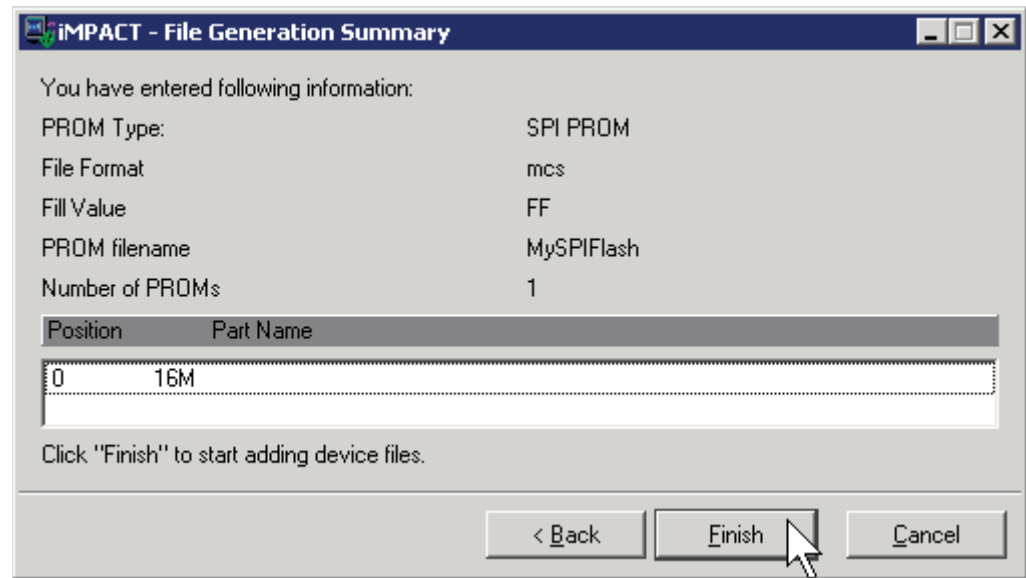 iMPACT - File Generation Summary
You have entered following information:
PROM Type: SPI PROM
File Format mcs
Fill Value FF
PROM filename MySPIFlash
Number of PROMs 1
Position Part Name
0 16M
Click "Finish" to start adding device files.
< Back Finish Cancel